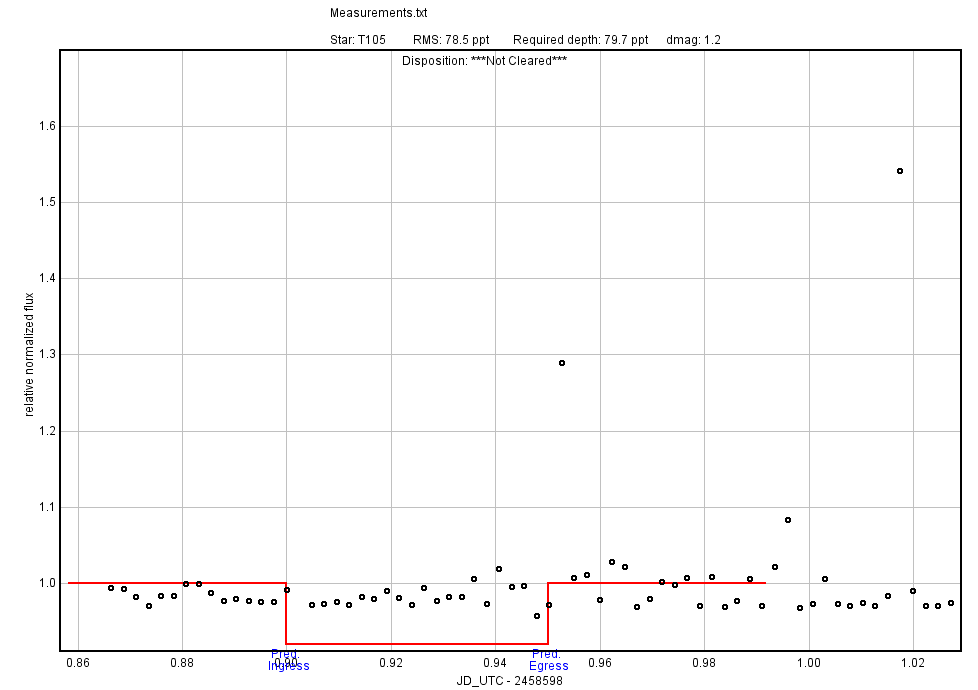 Measurements.txt
Star: T105 RMS: 78.5 ppt Required depth: 79.7 ppt dmag: 1.2
Disposition: ***Not Cleared***
relative normalized flux
1.6
1.5
1.4
1.3
1.2
1.1
1.0
Pred. Pred.
Ingress Egress
0.86 0.88 0.90 0.92 0.94 0.96 0.98 1.00 1.02
JD_UTC - 2458598